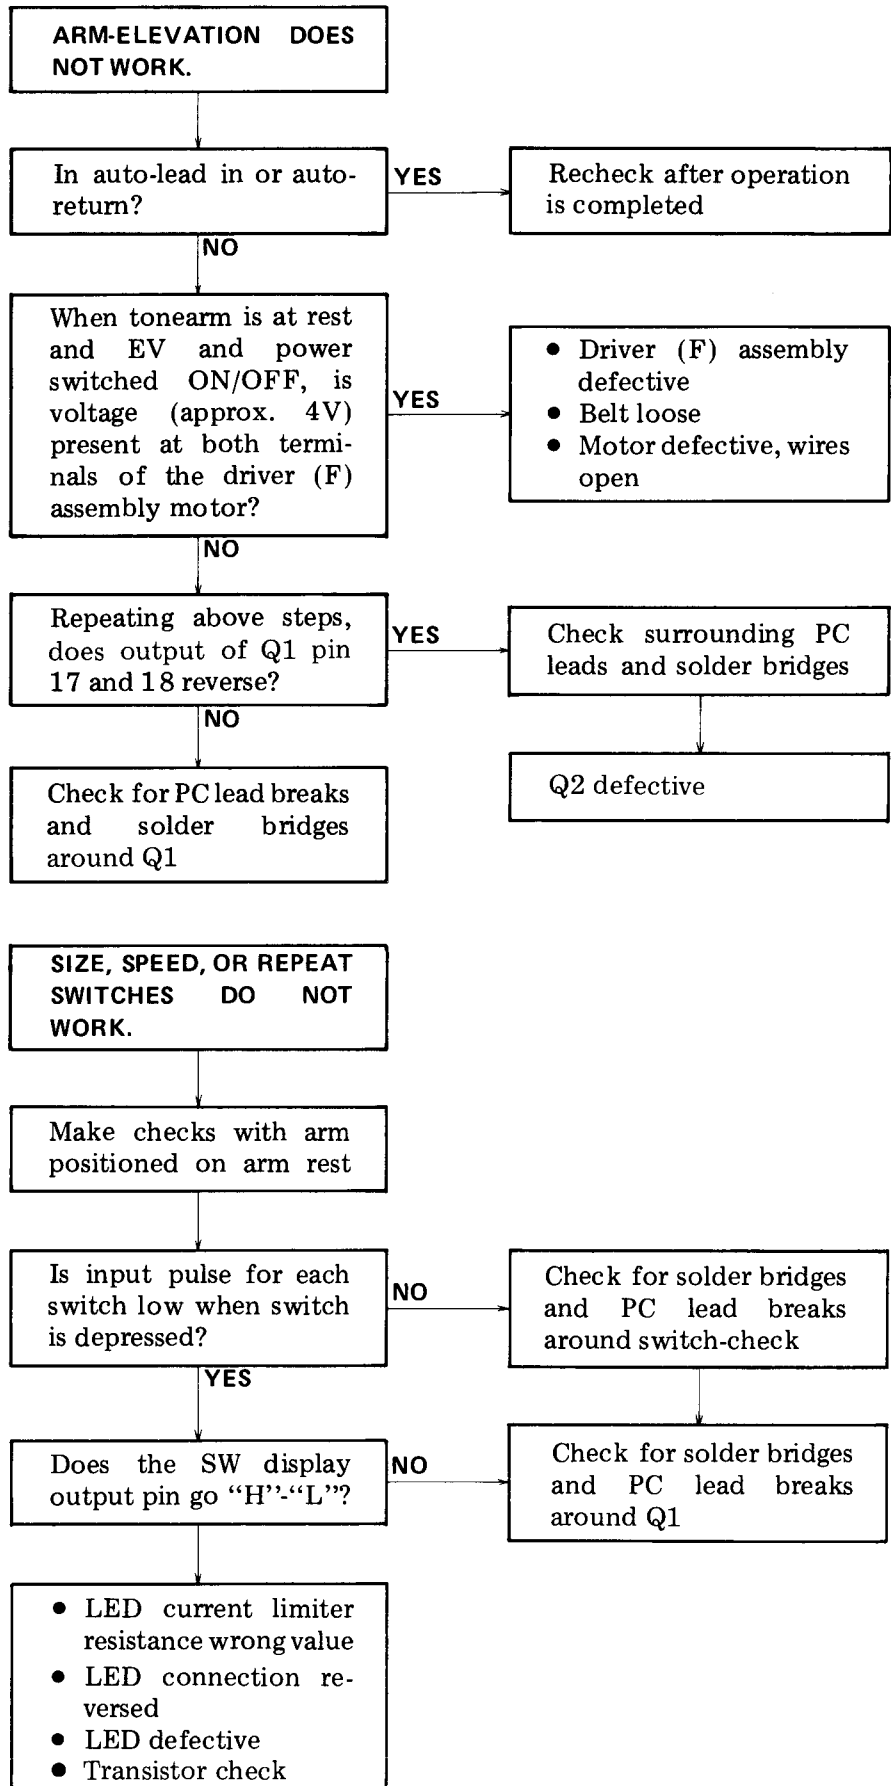 ARM-ELEVATION DOES
NOT WORK.
In auto-lead in or auto-
return?
YES
Recheck after operation
is completed
NO
When tonearm is at rest
and EV and power
switched ON/OFF, is
voltage (approx. 4V)
present at both termi-
nals of the driver (F)
assembly motor?
YES
● Driver (F) assembly
defective
● Belt loose
● Motor defective, wires
open
NO
Repeating above steps,
does output of Q1 pin
17 and 18 reverse?
YES
Check surrounding PC
leads and solder bridges
NO
Q2 defective
Check for PC lead breaks
and solder bridges
around Q1
SIZE, SPEED, OR REPEAT
SWITCHES DO NOT
WORK.
Make checks with arm
positioned on arm rest
Is input pulse for each
switch low when switch
is depressed?
NO
Check for solder bridges
and PC lead breaks
around switch-check
YES
Does the SW display
output pin go “H”-“L”?
NO
Check for solder bridges
and PC lead breaks
around Q1
● LED current limiter
resistance wrong value
● LED connection re-
versed
● LED defective
● Transistor check